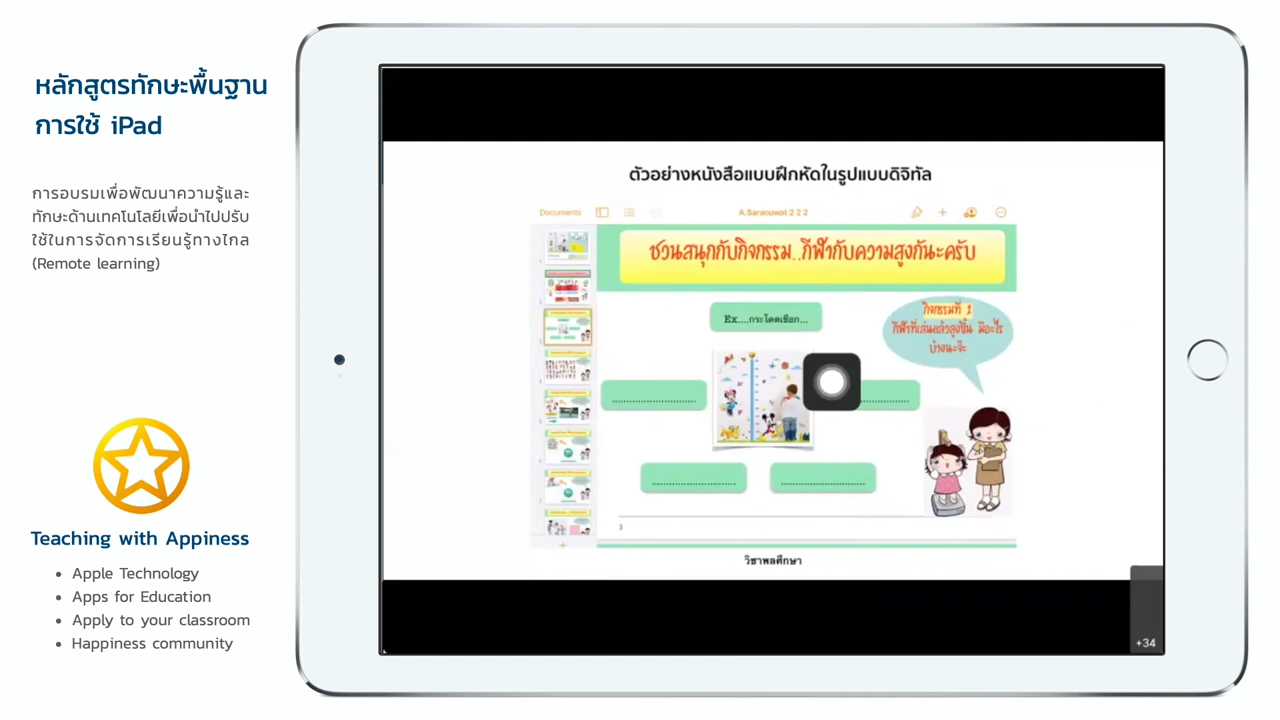 หลักสูตรทักษะพื้นฐาน
การใช้ iPad
การอบรมเพื่อพัฒนาความรู้และ
ทักษะด้านเทคโนโลยีเพื่อนำไปปรับ
ใช้ในการจัดการเรียนรู้ทางไกล
(Remote learning)
Teaching with Appiness
• Apple Technology
• Apps for Education
• Apply to your classroom
• Happiness community
ตัวอย่างหนังสือแบบฝึกหัดในรูปแบบดิจิทัล
Documents
A.Saranuwat 2 2 2
ชวนสนุกกับกิจกรรม..กีฬากับความสูงกันนะครับ
Ex....กระโดดเชือก...
กิจกรรมที่ 1
กีฬาที่เล่นแล้วสูงขึ้น มีอะไร
บ้างนะจ๊ะ
3
วิชาพลศึกษา
+34